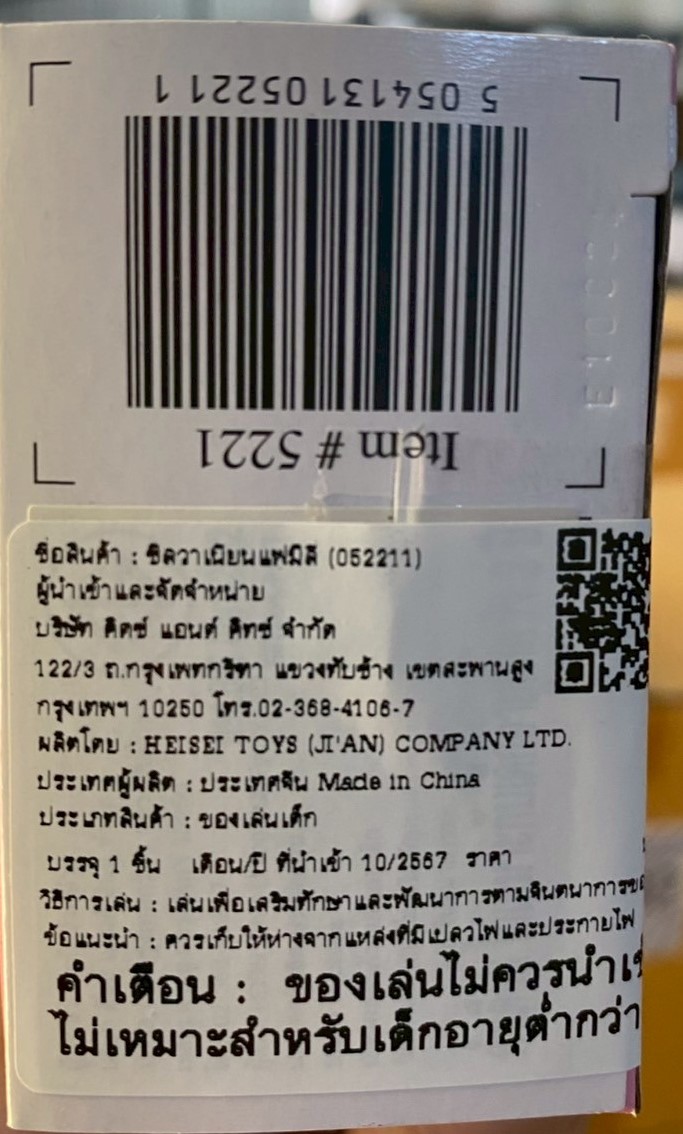 5 054131 052211
Item # 5221
ชื่อสินค้า : ซิลวาเนียนแฟมิลี (052211)
ผู้นำเข้าและจัดจำหน่าย
บริษัท คิดซ์ แอนด์ คิทซ์ จำกัด
122/3 ถ.กรุงเทพกรีฑา แขวงทับช้าง เขตสะพานสูง
กรุงเทพฯ 10250 โทร.02-368-4106-7
ผลิตโดย : HEISEI TOYS (JI'AN) COMPANY LTD.
ประเทศผู้ผลิต : ประเทศจีน Made in China
ประเภทสินค้า : ของเล่นเด็ก
บรรจุ 1 ชิ้น เดือน/ปี ที่นำเข้า 10/2567 ราคา
วิธีการเล่น : เล่นเพื่อเสริมทักษาและพัฒนาการตามจินตนาการ
ข้อแนะนำ : ควรเก็บให้ห่างจากแหล่งที่มีเปลวไฟและประกายไฟ
คำเตือน : ของเล่นไม่ควรนำ
ไม่เหมาะสำหรับเด็กอายุต่ำกว่า